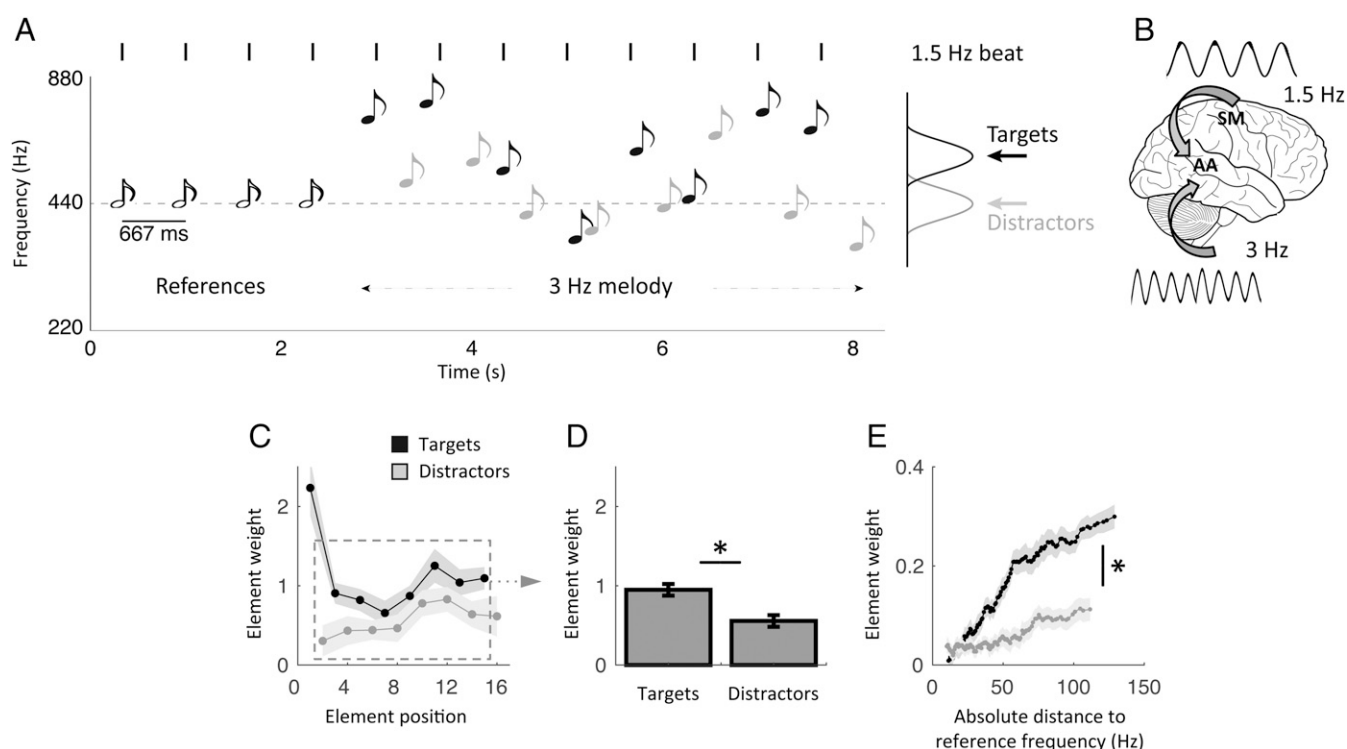 A
880
440
220
Frequency (Hz)
667 ms
References
3 Hz melody
0
2
4
6
8
Time (s)
1.5 Hz beat
Targets
Distractors
B
1.5 Hz
SM
AA
3 Hz
C
Targets
Distractors
2
1
0
Element weight
0
4
8
12
16
Element position
D
2
1
0
Element weight
*
Targets
Distractors
E
0.4
0.2
0
Element weight
*
0
50
100
150
Absolute distance to
reference frequency (Hz)